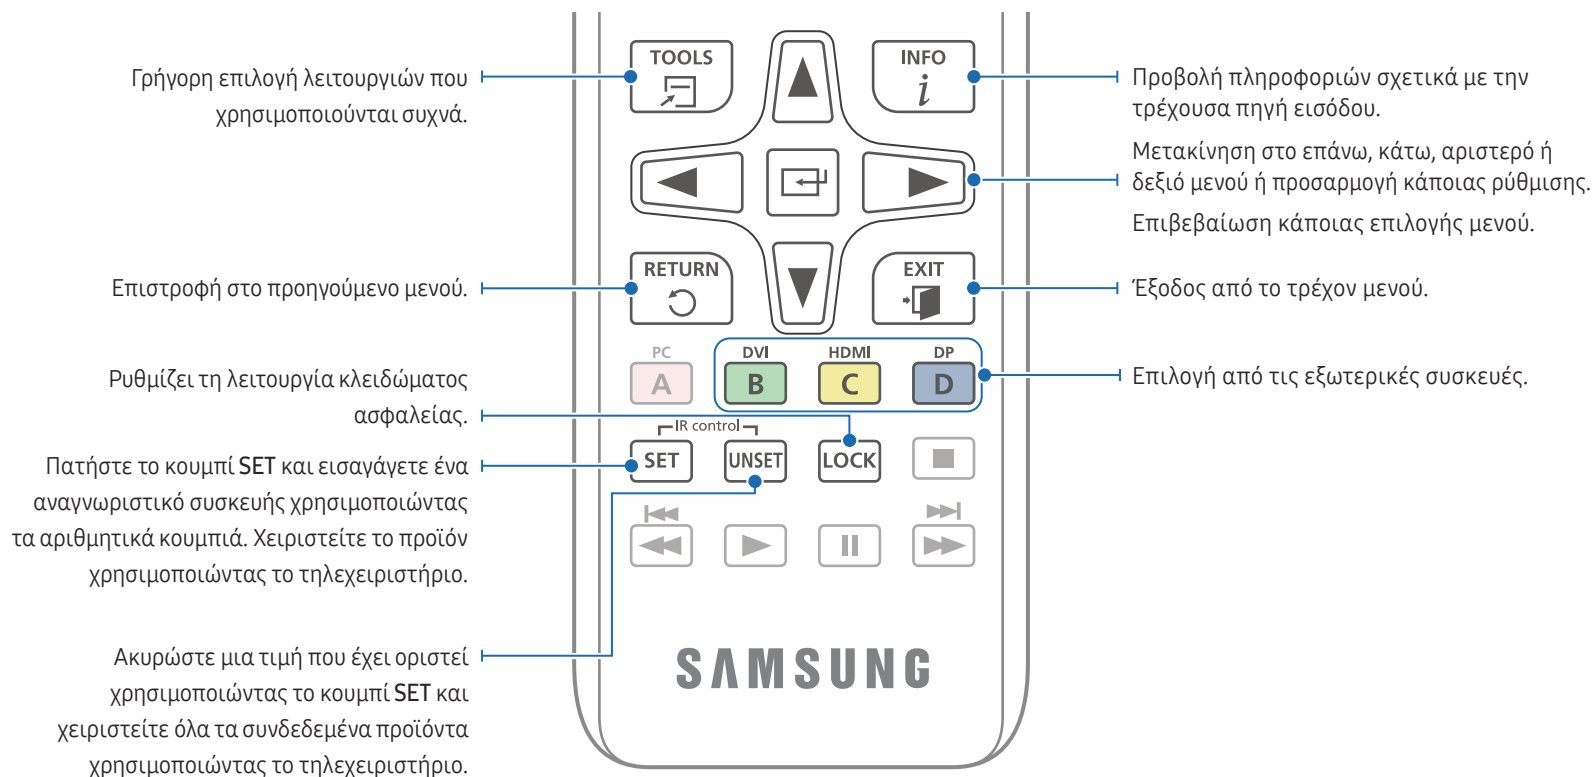 Γρήγορη επιλογή λειτουργιών που
χρησιμοποιούνται συχνά.
Επιστροφή στο προηγούμενο μενού.
Ρυθμίζει τη λειτουργία κλειδώματος
ασφαλείας.
Πατήστε το κουμπί SET και εισαγάγετε ένα
αναγνωριστικό συσκευής χρησιμοποιώντας
τα αριθμητικά κουμπιά. Χειριστείτε το προϊόν
χρησιμοποιώντας το τηλεχειριστήριο.
Ακυρώστε μια τιμή που έχει οριστεί
χρησιμοποιώντας το κουμπί SET και
χειριστείτε όλα τα συνδεδεμένα προϊόντα
χρησιμοποιώντας το τηλεχειριστήριο.
TOOLS
INFO
i
RETURN
EXIT
PC
DVI
HDMI
DP
A
B
C
D
IR control
SET
UNSET
LOCK
SAMSUNG
Προβολή πληροφοριών σχετικά με την
τρέχουσα πηγή εισόδου.
Μετακίνηση στο επάνω, κάτω, αριστερό ή
δεξιό μενού ή προσαρμογή κάποιας ρύθμισης.
Επιβεβαίωση κάποιας επιλογής μενού.
Έξοδος από το τρέχον μενού.
Επιλογή από τις εξωτερικές συσκευές.